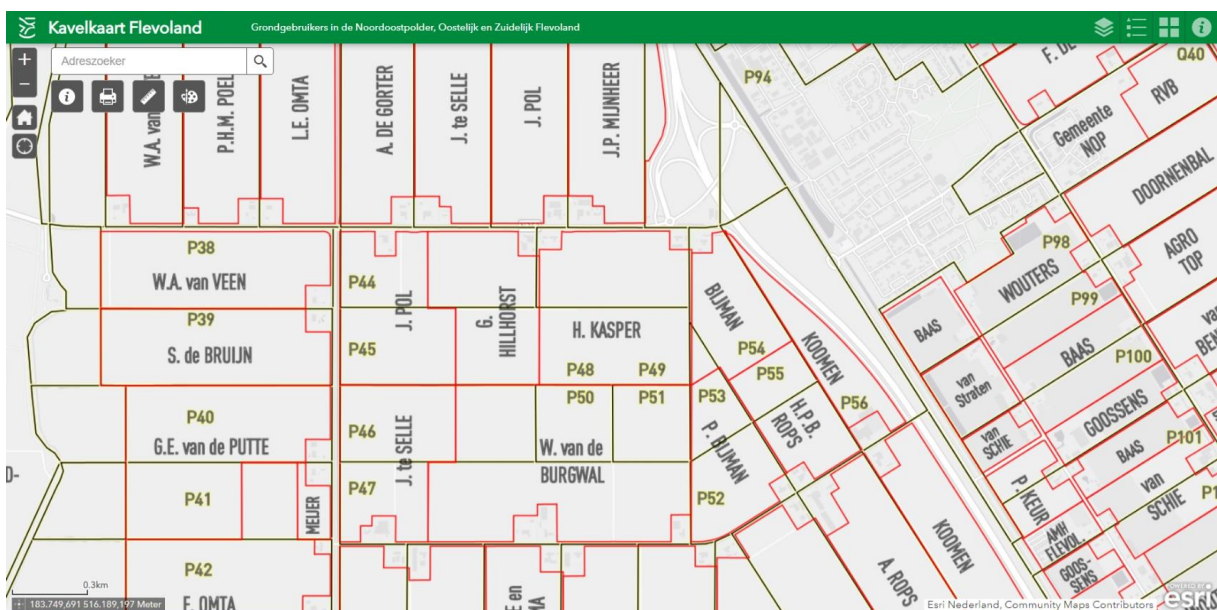 Kavelkaart Flevoland
Grondgebruikers in de Noordoostpolder, Oostelijk en Zuidelijk Flevoland
Adreszoeker
P.H.M. POEL
L.E. OMTA
A. DE GORTER
J. te SELLE
J. POL
J.P. MIJNHEER
P94
Q40
RVB
Gemeente
NOP
DOORNENBAL
AGRO
TOP
P38
W.A. van VEEN
P39
S. de BRUIJN
P40
G.E. van de PUTTE
P41
MEIJER
P42
F. OMTA
P44
J. POL
P45
G.
HILLHORST
H. KASPER
P48
P49
P50
P51
P46
J. te SELLE
P47
W. van de
BURGWAL
BIJMAN
P54
KOOMEN
P55
P53
H.P.B.
ROPS
P56
P. BIJMAN
P52
KOOMEN
A. ROPS
P98
WOUTERS
BAAS
P99
BAAS
P100
van
Straten
GOOSSENS
van
SCHIE
BAAS
P101
P. KEUR
van
SCHIE
AMH
FLEVOL.
GOOS-
SENS
0.3km
183.749,691 516.189,197 Meter
Esri Nederland, Community Maps Contributors
POWERED BY
esri